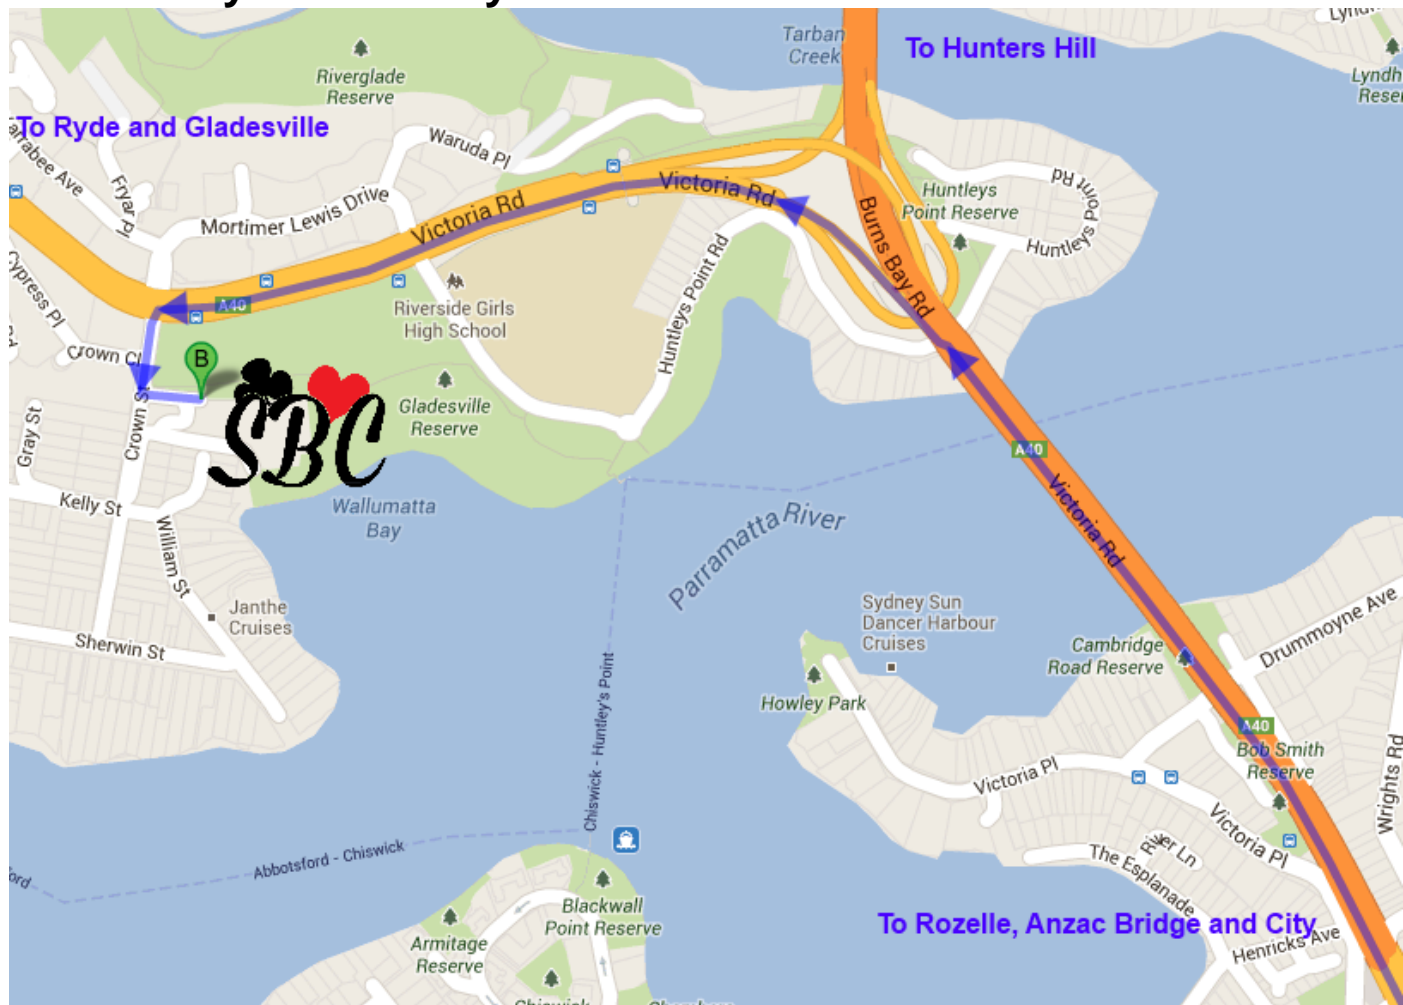 Tarban
Creek
To Hunters Hill
Riverglade
Reserve
To Ryde and Gladesville
Waruda Pl
Fryar Pl
Mortimer Lewis Drive
Victoria Rd
Victoria Rd
Burns Bay Rd
Huntleys
Point Reserve
Huntleys Point Rd
Huntleys Point Rd
Cypress Pl
A40
Riverside Girls
High School
Crown Cl
B
Crown St
SBC
Gladesville
Reserve
Gray St
Kelly St
William St
Wallumatta
Bay
Parramatta River
A40
Victoria Rd
Janthe
Cruises
Sherwin St
Sydney Sun
Dancer Harbour
Cruises
Cambridge
Road Reserve
Drummoyne Ave
Howley Park
Chiswick - Huntley's Point
A40
Bob Smith
Reserve
Victoria Pl
Wrights Rd
Victoria Pl
River Ln
The Esplanade
Abbotsford - Chiswick
Blackwall
Point Reserve
Armitage
Reserve
To Rozelle, Anzac Bridge and City
Henricks Ave
Chiswick